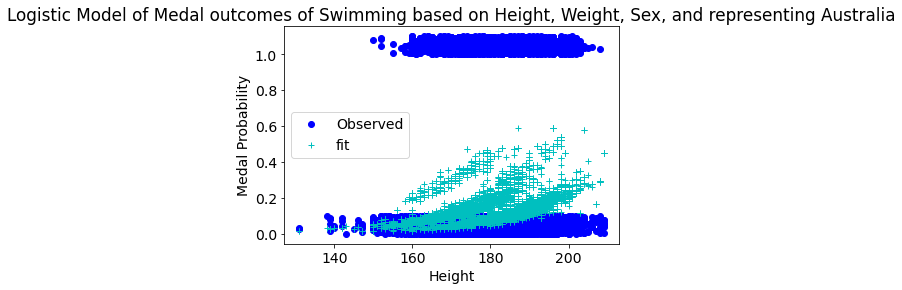 Logistic Model of Medal outcomes of Swimming based on Height, Weight, Sex, and representing Australia
1.0
0.8
0.6
0.4
0.2
0.0
Medal Probability
Observed
fit
140 160 180 200
Height